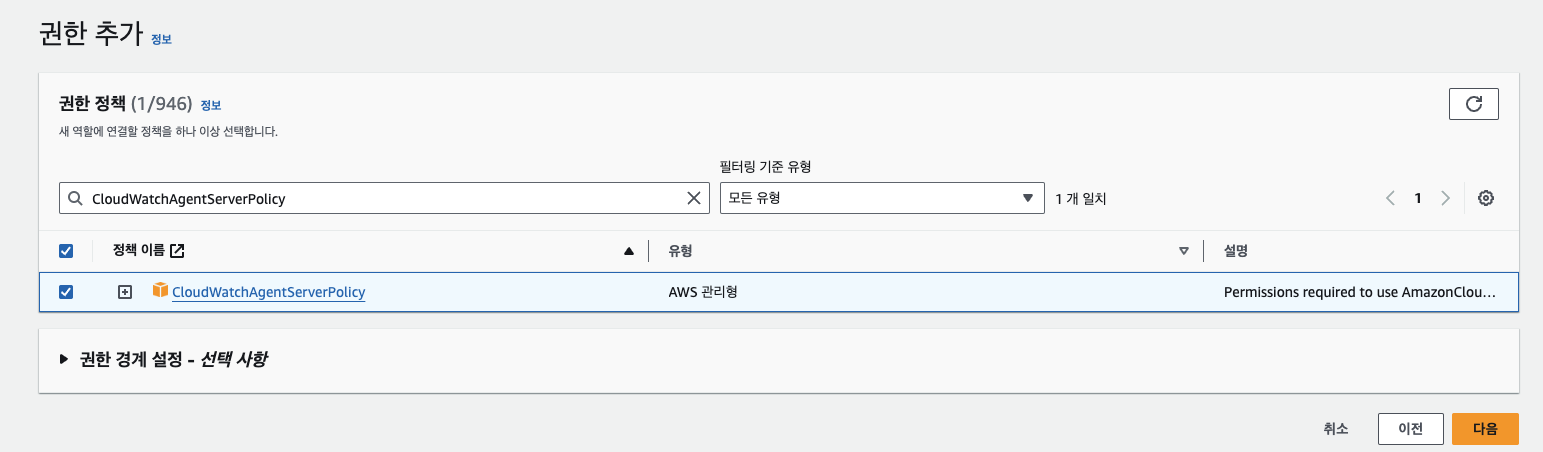 권한 추가 정보
권한 정책 (1/946) 정보
새 역할에 연결할 정책을 하나 이상 선택합니다.
필터링 기준 유형
CloudWatchAgentServerPolicy 모든 유형 1 개 일치 1
정책 이름 유형 설명
CloudWatchAgentServerPolicy AWS 관리형 Permissions required to use AmazonClou...
권한 경계 설정 - 선택 사항
취소 이전 다음